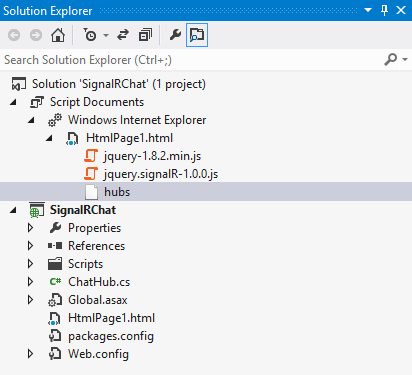 Solution Explorer
Search Solution Explorer (Ctrl+;)
Solution 'SignalRChat' (1 project)
Script Documents
Windows Internet Explorer
HtmlPage1.html
jquery-1.8.2.min.js
jquery.signalR-1.0.0.js
hubs
SignalRChat
Properties
References
Scripts
C# ChatHub.cs
Global.asax
HtmlPage1.html
packages.config
Web.config